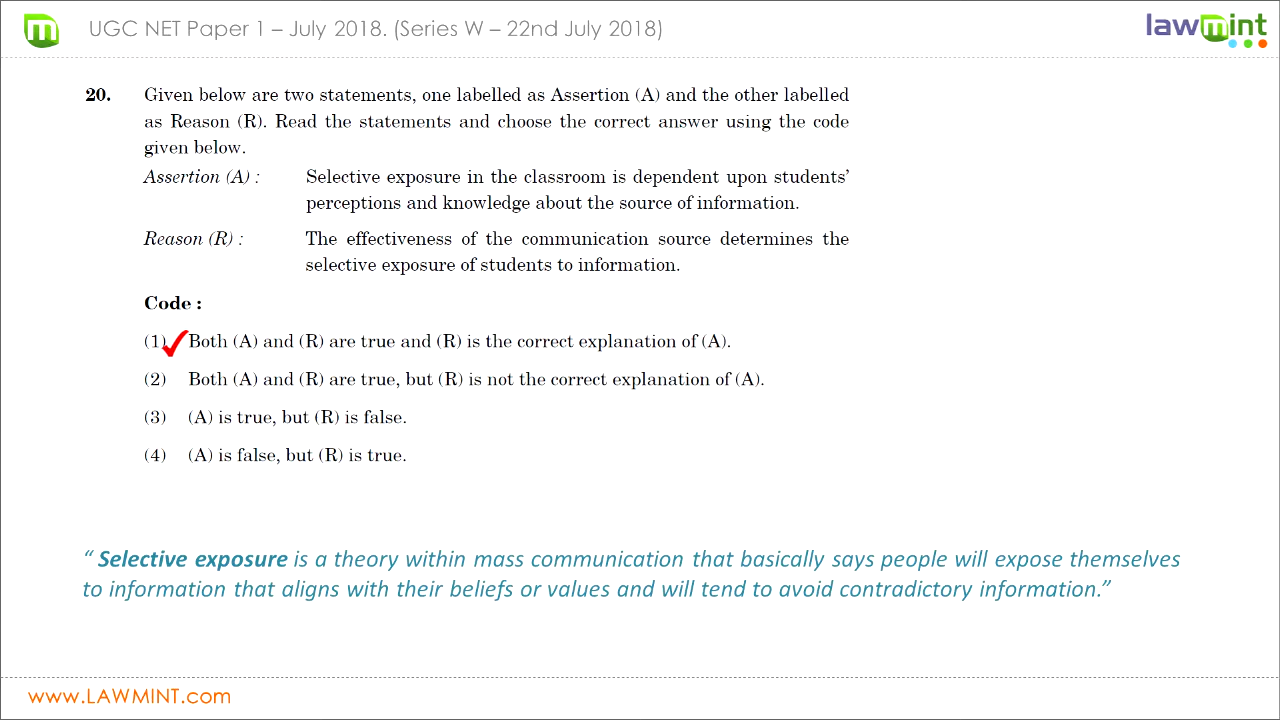 UGC NET Paper 1 – July 2018. (Series W – 22nd July 2018)
lawmint
20. Given below are two statements, one labelled as Assertion (A) and the other labelled
as Reason (R). Read the statements and choose the correct answer using the code
given below.
Assertion (A) : Selective exposure in the classroom is dependent upon students’
perceptions and knowledge about the source of information.
Reason (R) : The effectiveness of the communication source determines the
selective exposure of students to information.
Code :
(1) Both (A) and (R) are true and (R) is the correct explanation of (A).
(2) Both (A) and (R) are true, but (R) is not the correct explanation of (A).
(3) (A) is true, but (R) is false.
(4) (A) is false, but (R) is true.
“ Selective exposure is a theory within mass communication that basically says people will expose themselves
to information that aligns with their beliefs or values and will tend to avoid contradictory information.”
www.LAWMINT.com